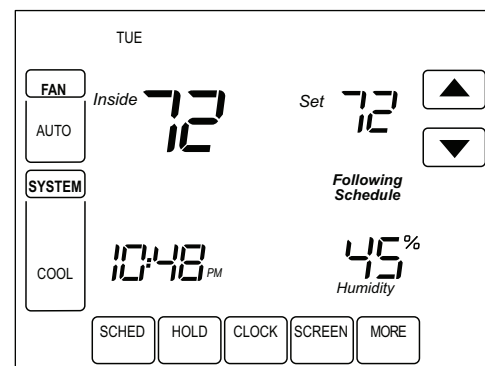 TUE
FAN
AUTO
Inside 72
Set 72
SYSTEM
COOL
Following
Schedule
10:48 PM
45%
Humidity
SCHED HOLD CLOCK SCREEN MORE